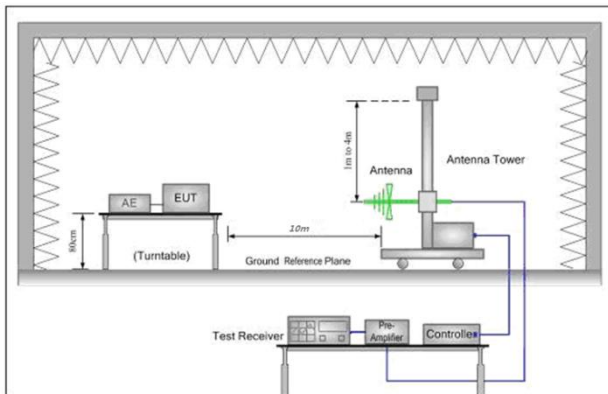 1m to 4m
Antenna
Antenna Tower
AE
EUT
80cm
(Turntable)
10m
Ground Reference Plane
Test Receiver
Pre-
Amplifier
Controller